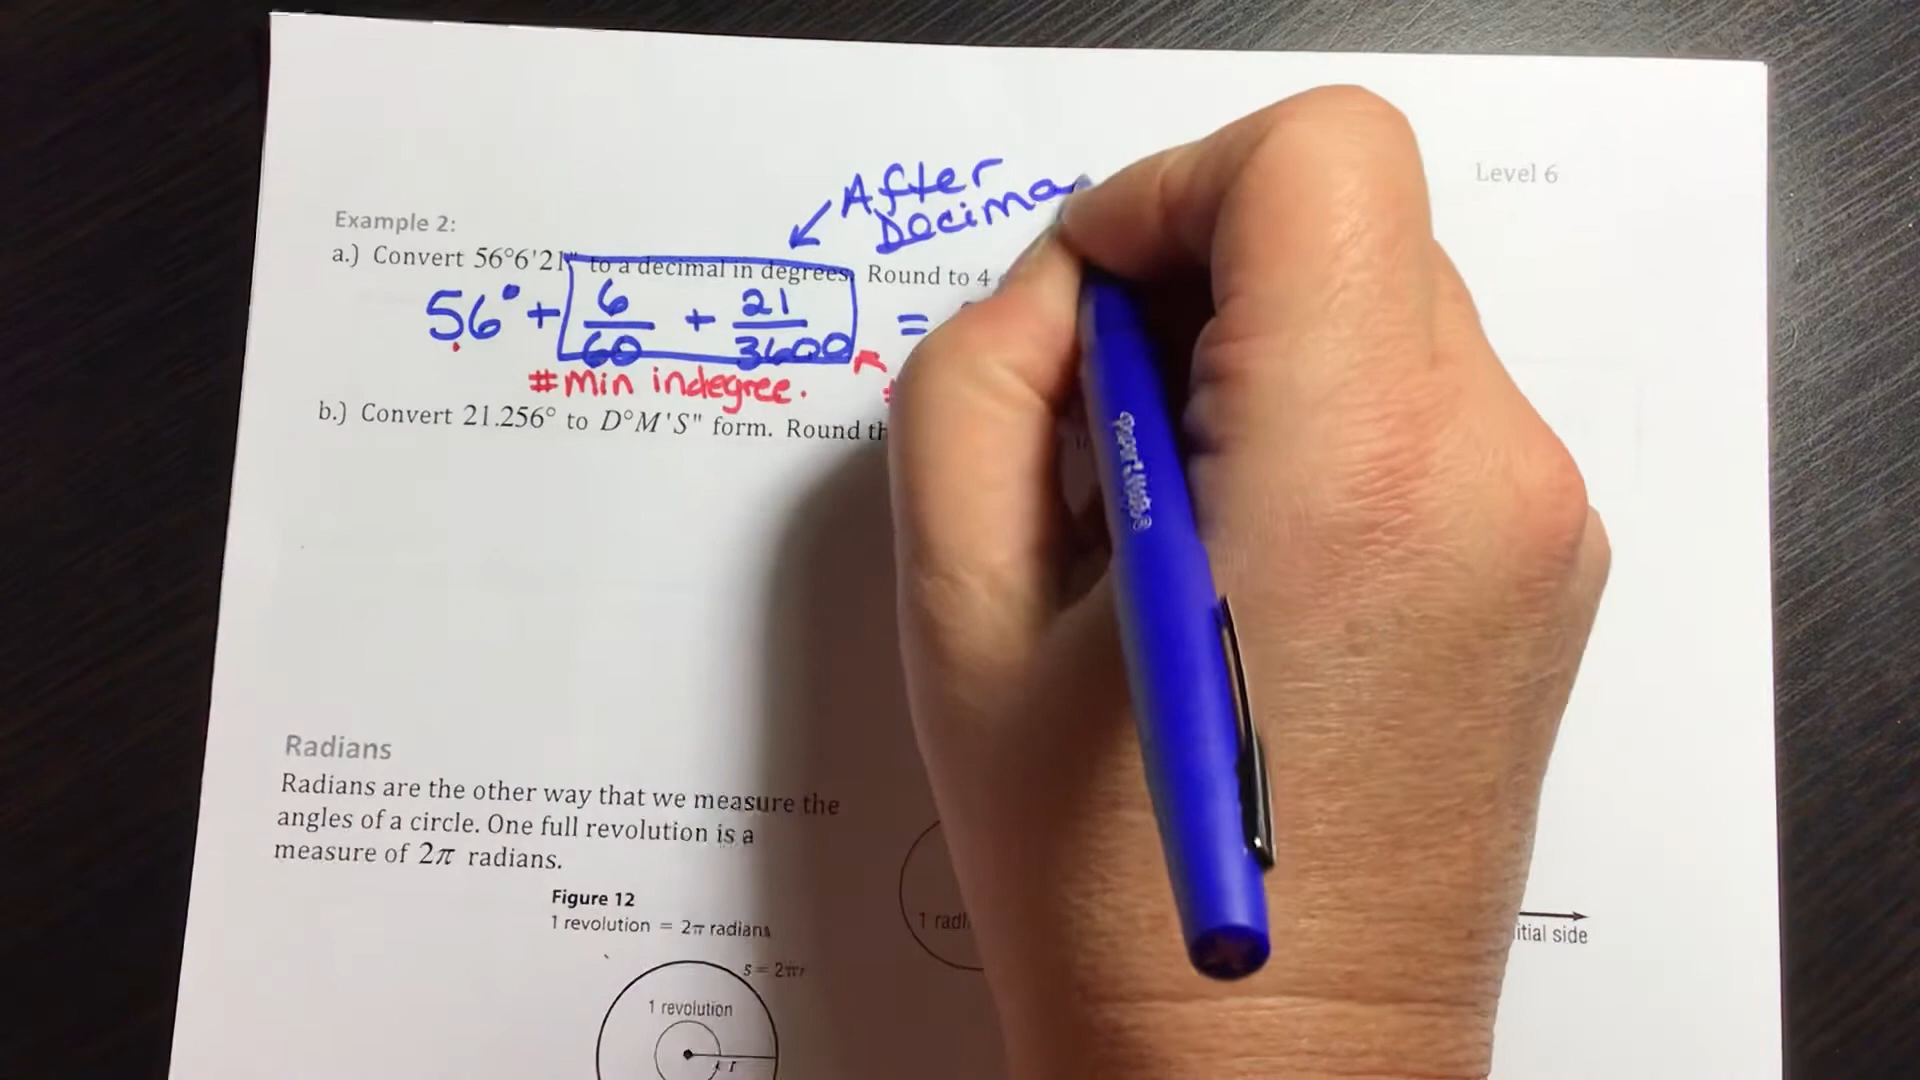 Level 6
After
Decima
Example 2:
a.) Convert 56°6'21" to a decimal in degrees. Round to 4
56° + 6/60 + 21/3600 =
#min indegree.
b.) Convert 21.256° to D°M'S" form. Round th
Radians
Radians are the other way that we measure the
angles of a circle. One full revolution is a
measure of 2π radians.
Figure 12
1 revolution = 2π radians
s = 2πr
1 revolution
r
1 radi
itial side